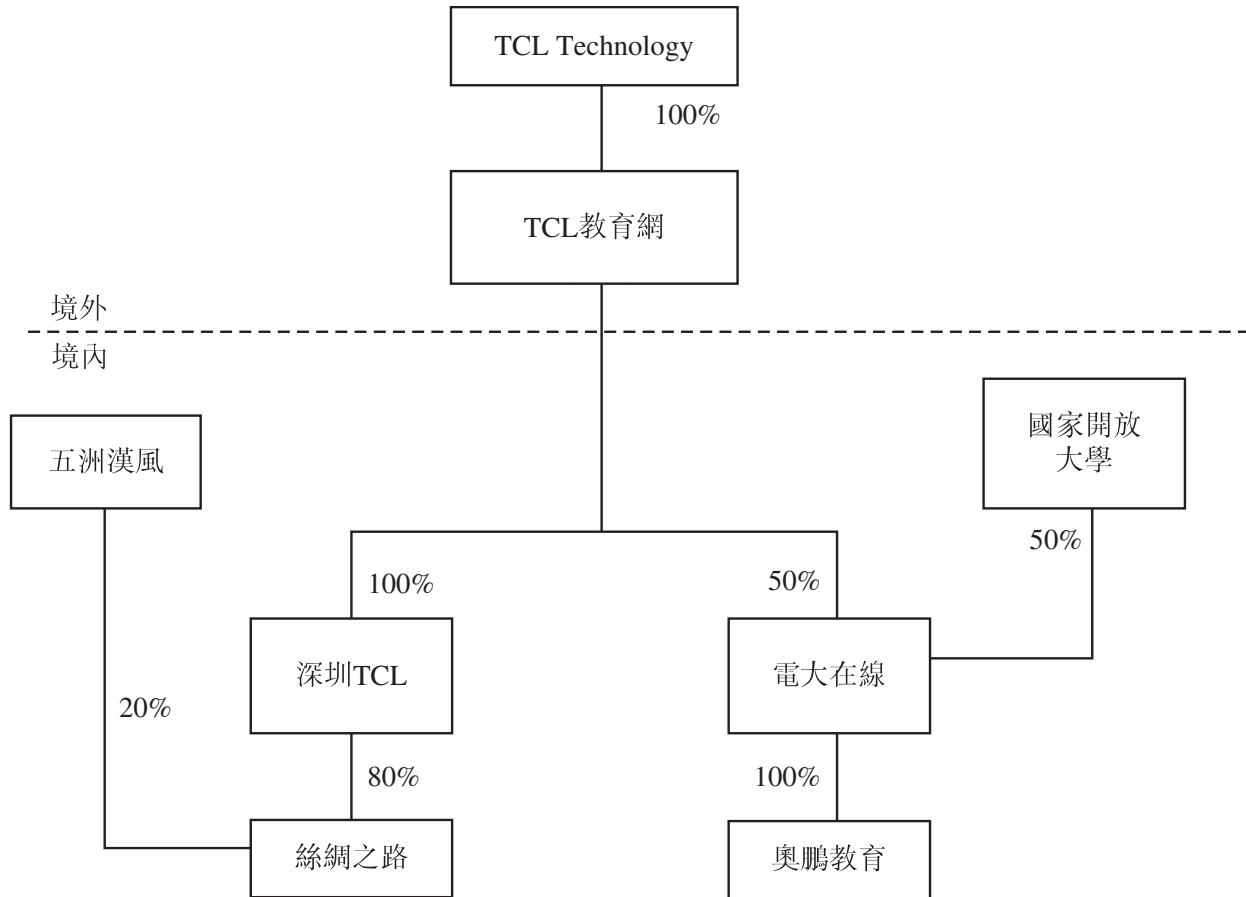 TCL Technology
100%
TCL教育網
境外
境內
五洲漢風
國家開放
大學
50%
100%
50%
深圳TCL
電大在線
20%
80%
100%
絲綢之路
奧鵬教育